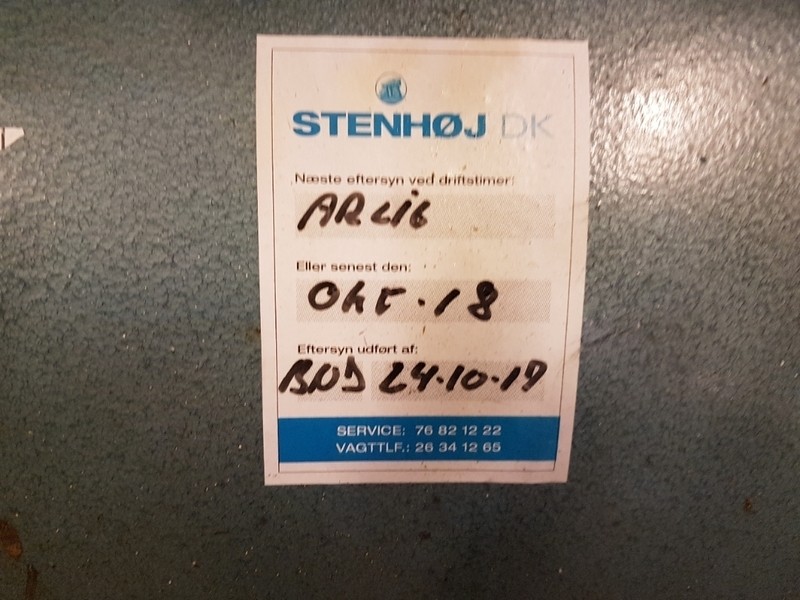 STENHØJ DK
Næste eftersyn ved driftstimer:
ARLIG
Eller senest den:
OKT - 18
Eftersyn udført af:
BND 24-10-17
SERVICE: 76 82 12 22
VAGTTLF.: 26 34 12 65